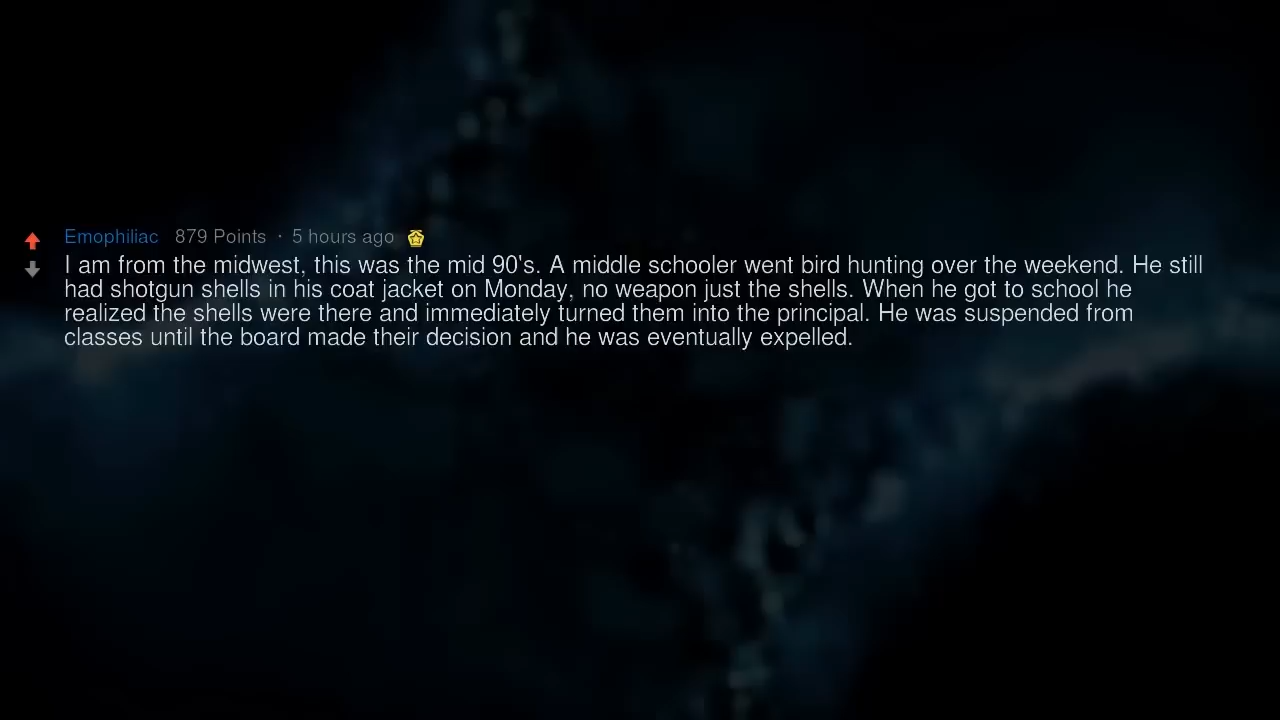 Emophiliac 879 Points · 5 hours ago
I am from the midwest, this was the mid 90's. A middle schooler went bird hunting over the weekend. He still
had shotgun shells in his coat jacket on Monday, no weapon just the shells. When he got to school he
realized the shells were there and immediately turned them into the principal. He was suspended from
classes until the board made their decision and he was eventually expelled.